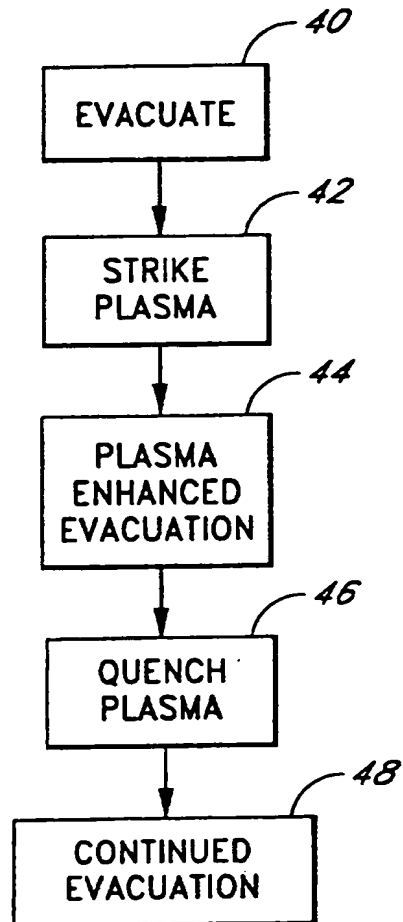 40
EVACUATE
42
STRIKE
PLASMA
44
PLASMA
ENHANCED
EVACUATION
46
QUENCH
PLASMA
48
CONTINUED
EVACUATION